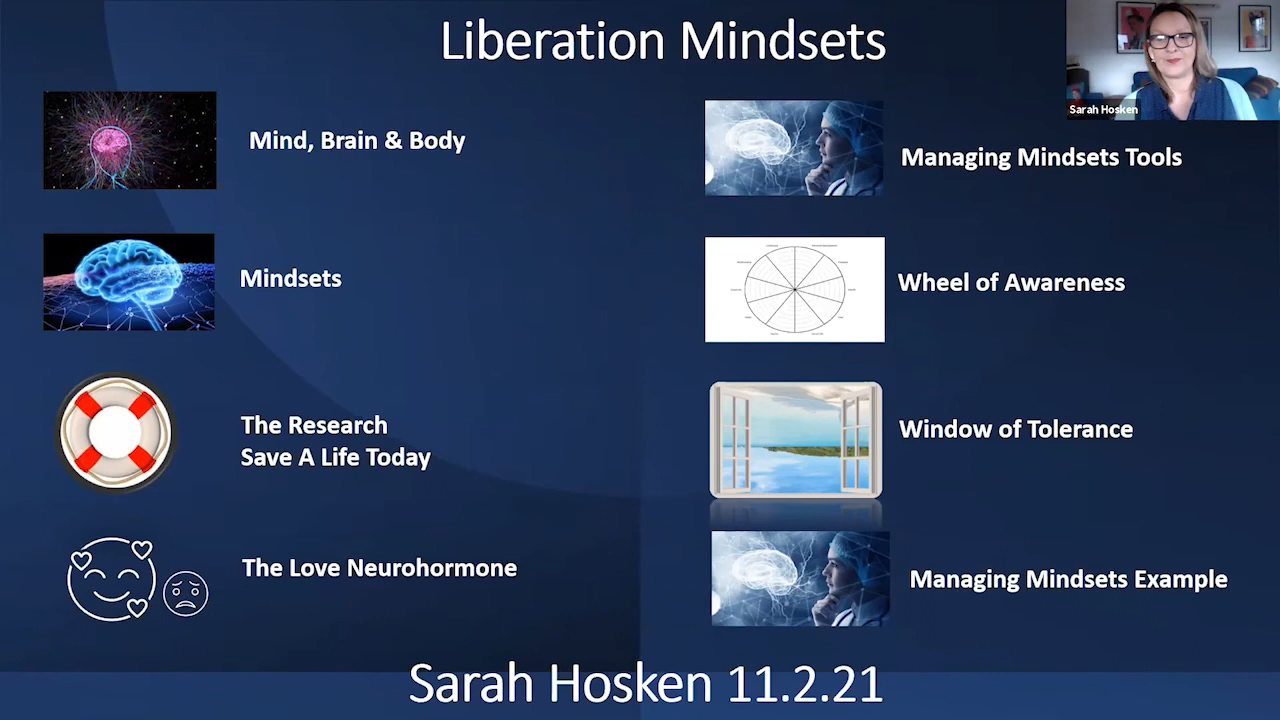 Liberation Mindsets
Sarah Hosken
Mind, Brain & Body
Mindsets
The Research
Save A Life Today
The Love Neurohormone
Managing Mindsets Tools
Wheel of Awareness
Window of Tolerance
Managing Mindsets Example
Sarah Hosken 11.2.21